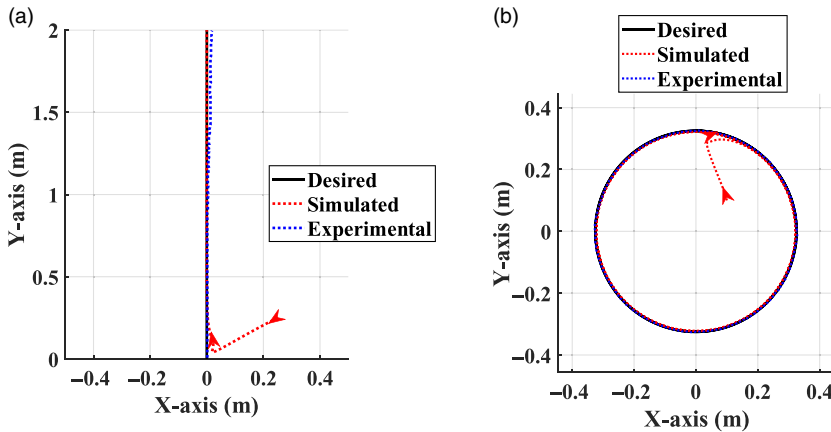 (a)
2
1.5
1
0.5
0
Y-axis (m)
−0.4
−0.2
0
0.2
0.4
X-axis (m)
Desired
Simulated
Experimental
(b)
Desired
Simulated
Experimental
0.4
0.2
0
−0.2
−0.4
Y-axis (m)
−0.4
−0.2
0
0.2
0.4
X-axis (m)